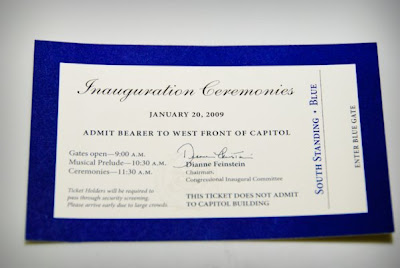 Inauguration Ceremonies
JANUARY 20, 2009
ADMIT BEARER TO WEST FRONT OF CAPITOL
Gates open—9:00 A.M.
Musical Prelude—10:30 A.M.
Ceremonies—11:30 A.M.
Dianne Feinstein
Chairman
Congressional Inaugural Committee
Ticket Holders will be required to
pass through security screening.
Please arrive early due to large crowds.
THIS TICKET DOES NOT ADMIT
TO CAPITOL BUILDING
SOUTH STANDING • BLUE
ENTER BLUE GATE